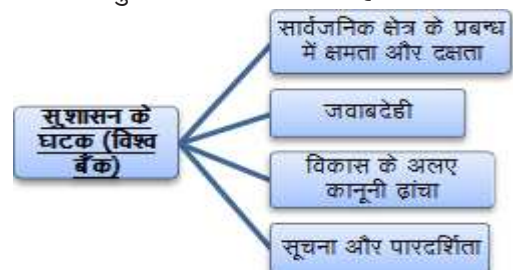 सुशासन के
घटक (विश्व
बैंक)
सार्वजनिक क्षेत्र के प्रबन्ध
में क्षमता और दक्षता
जवाबदेही
विकास के अलए
कानूनी ढ़ांचा
सूचना और पारदर्शिता